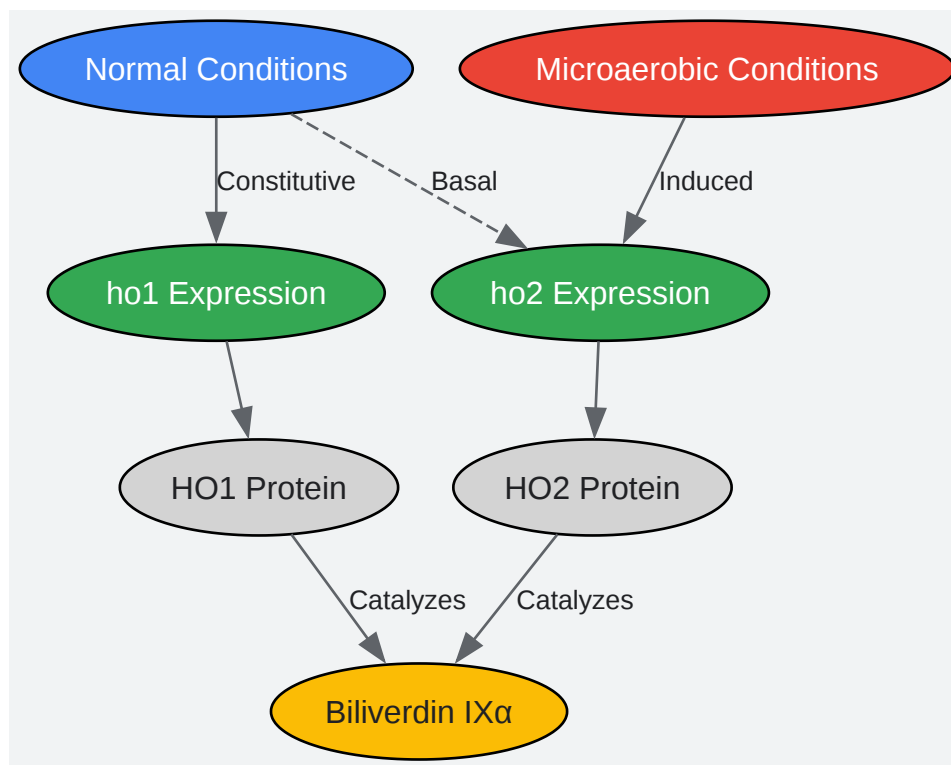 Normal Conditions
Microaerobic Conditions
Constitutive
Basal
Induced
ho1 Expression
ho2 Expression
HO1 Protein
HO2 Protein
Catalyzes
Catalyzes
Biliverdin IXα